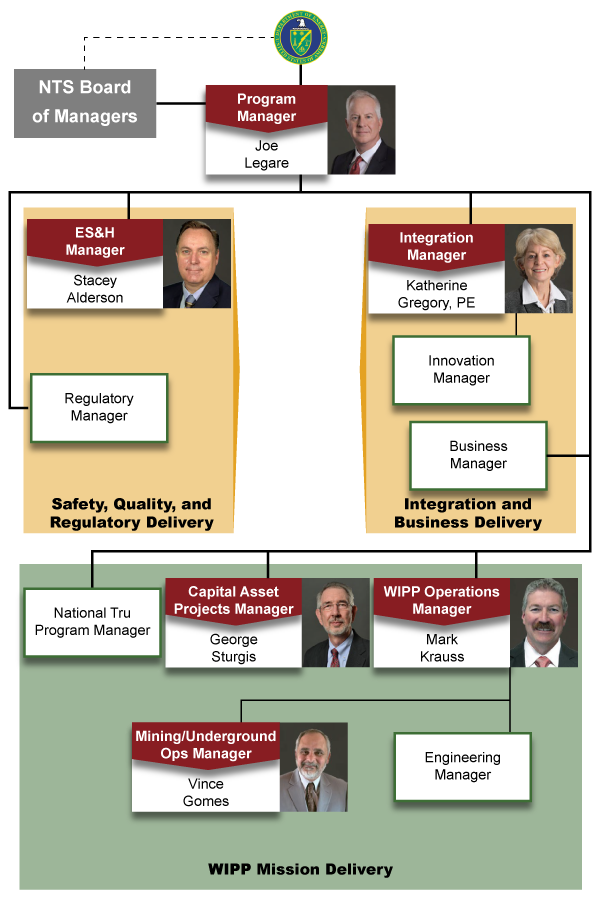 NTS Board
of Managers
Program
Manager
Joe
Legare
ES&H
Manager
Stacey
Alderson
Integration
Manager
Katherine
Gregory, PE
Innovation
Manager
Regulatory
Manager
Business
Manager
Safety, Quality, and
Regulatory Delivery
Integration and
Business Delivery
National Tru
Program Manager
Capital Asset
Projects Manager
George
Sturgis
WIPP Operations
Manager
Mark
Krauss
Mining/Underground
Ops Manager
Vince
Gomes
Engineering
Manager
WIPP Mission Delivery